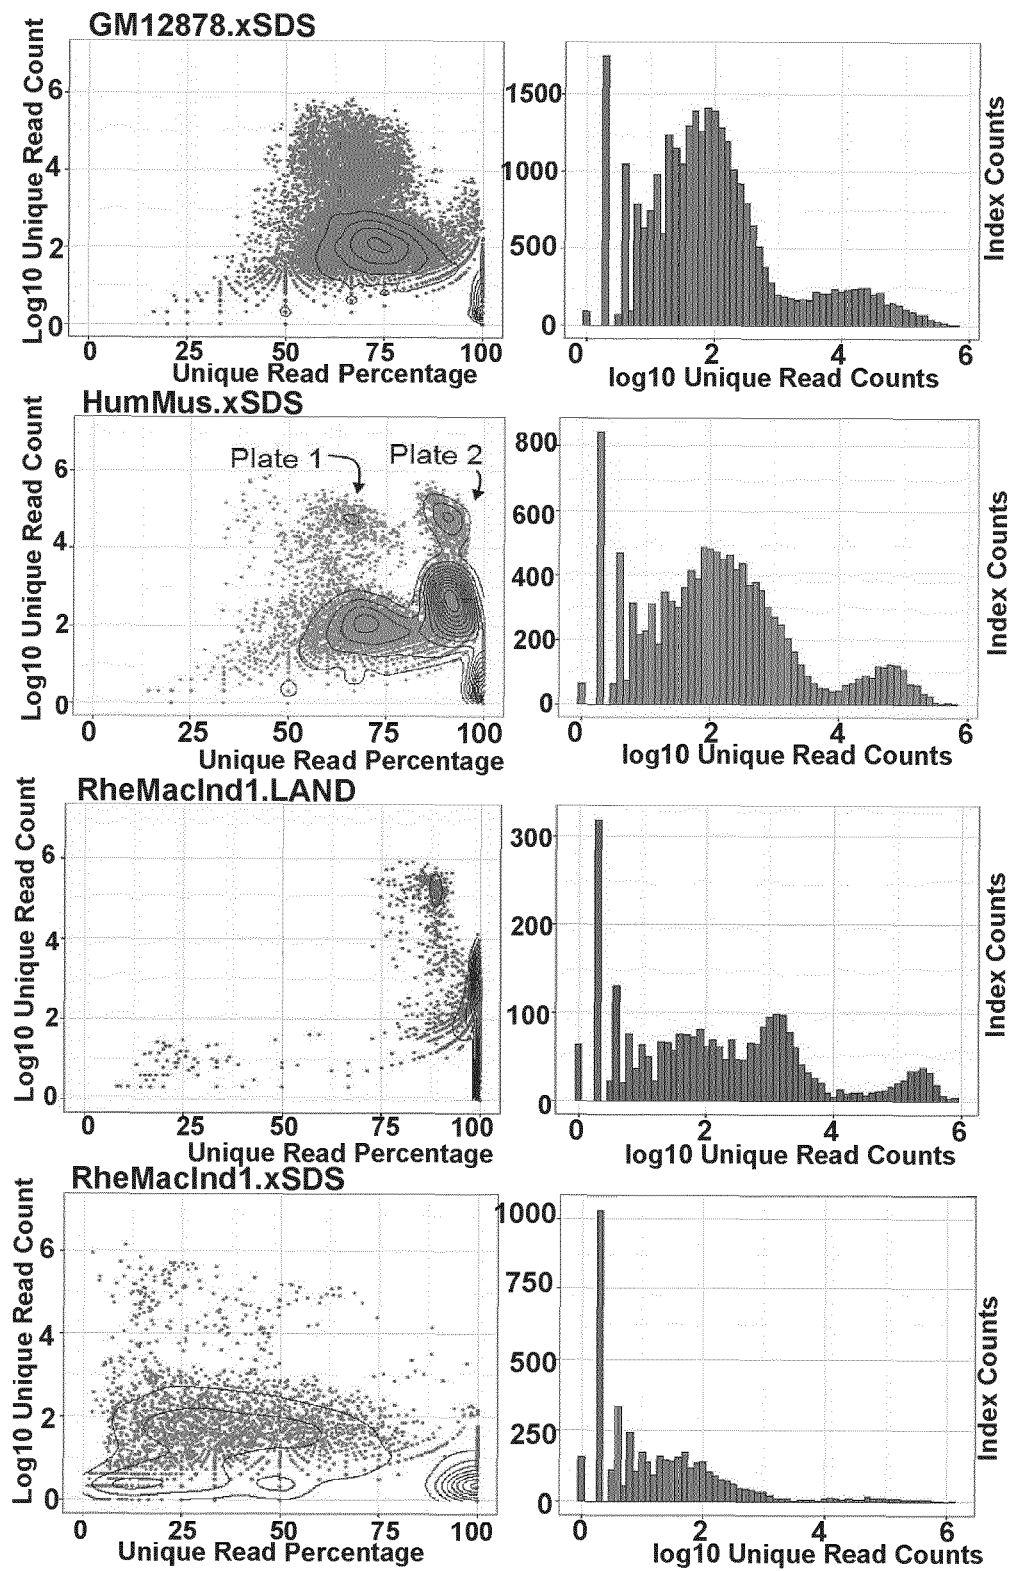 GM12878.xSDS
Log10 Unique Read Count
6
4
2
0
0 25 50 75 100
Unique Read Percentage
1500
1000
500
0
0 2 4 6
log10 Unique Read Counts
Index Counts
HumMus.xSDS
Plate 1
Plate 2
Log10 Unique Read Count
6
4
2
0
0 25 50 75 100
Unique Read Percentage
800
600
400
200
0
0 2 4 6
log10 Unique Read Counts
Index Counts
RheMacInd1.LAND
Log10 Unique Read Count
6
4
2
0
0 25 50 75 100
Unique Read Percentage
300
200
100
0
0 2 4 6
log10 Unique Read Counts
Index Counts
RheMacInd1.xSDS
Log10 Unique Read Count
6
4
2
0
0 25 50 75 100
Unique Read Percentage
1000
750
500
250
0
0 2 4 6
log10 Unique Read Counts
Index Counts